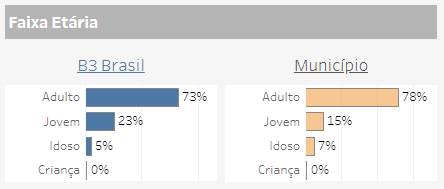 Faixa Etária
B3 Brasil Município
Adulto 73% Adulto 78%
Jovem 23% Jovem 15%
Idoso 5% Idoso 7%
Criança 0% Criança 0%